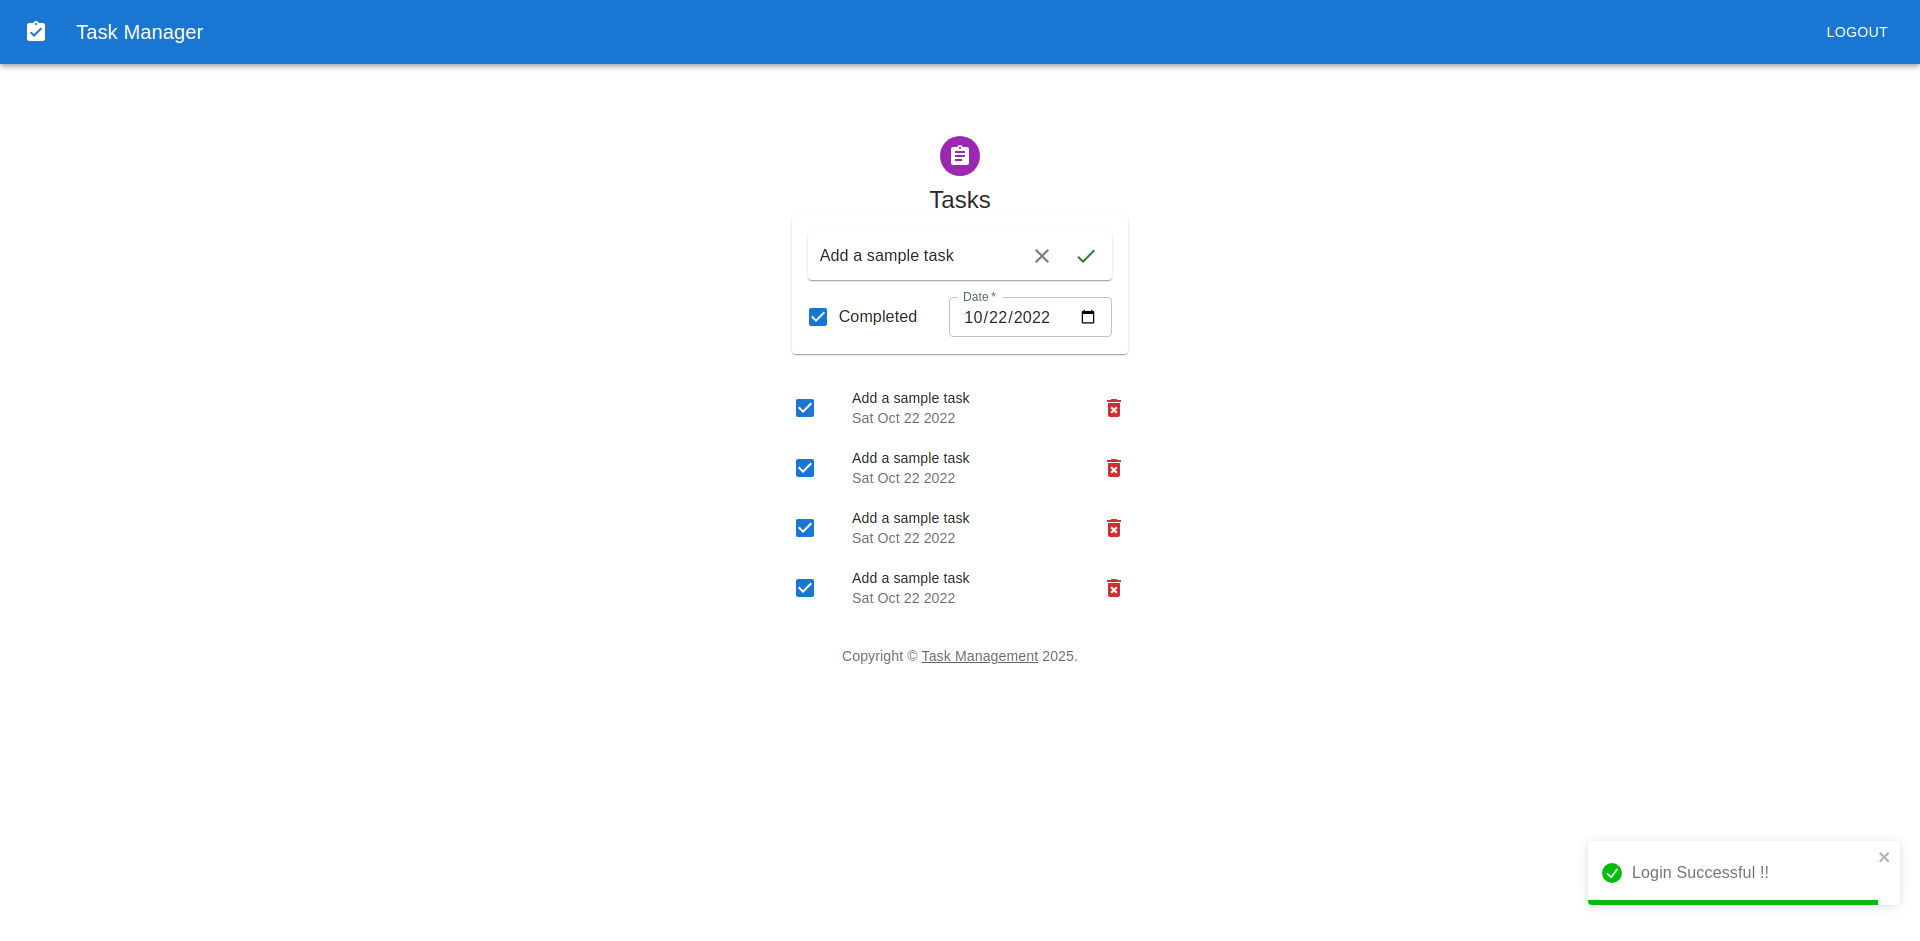 Task Manager
LOGOUT
Tasks
Add a sample task
Date *
Completed
10/22/2022
Add a sample task
Sat Oct 22 2022
Add a sample task
Sat Oct 22 2022
Add a sample task
Sat Oct 22 2022
Add a sample task
Sat Oct 22 2022
Copyright © Task Management 2025.
Login Successful !!